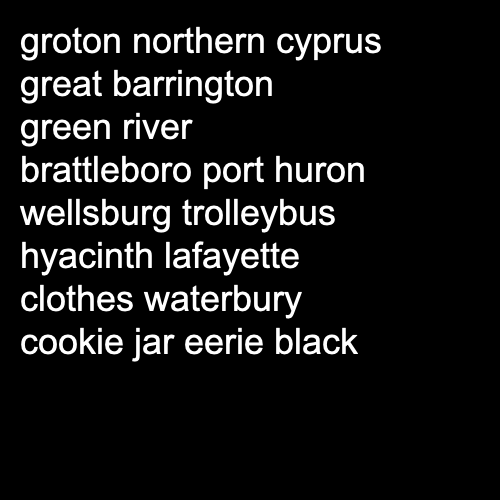 groton northern cyprus
great barrington
green river
brattleboro port huron
wellsburg trolleybus
hyacinth lafayette
clothes waterbury
cookie jar eerie black